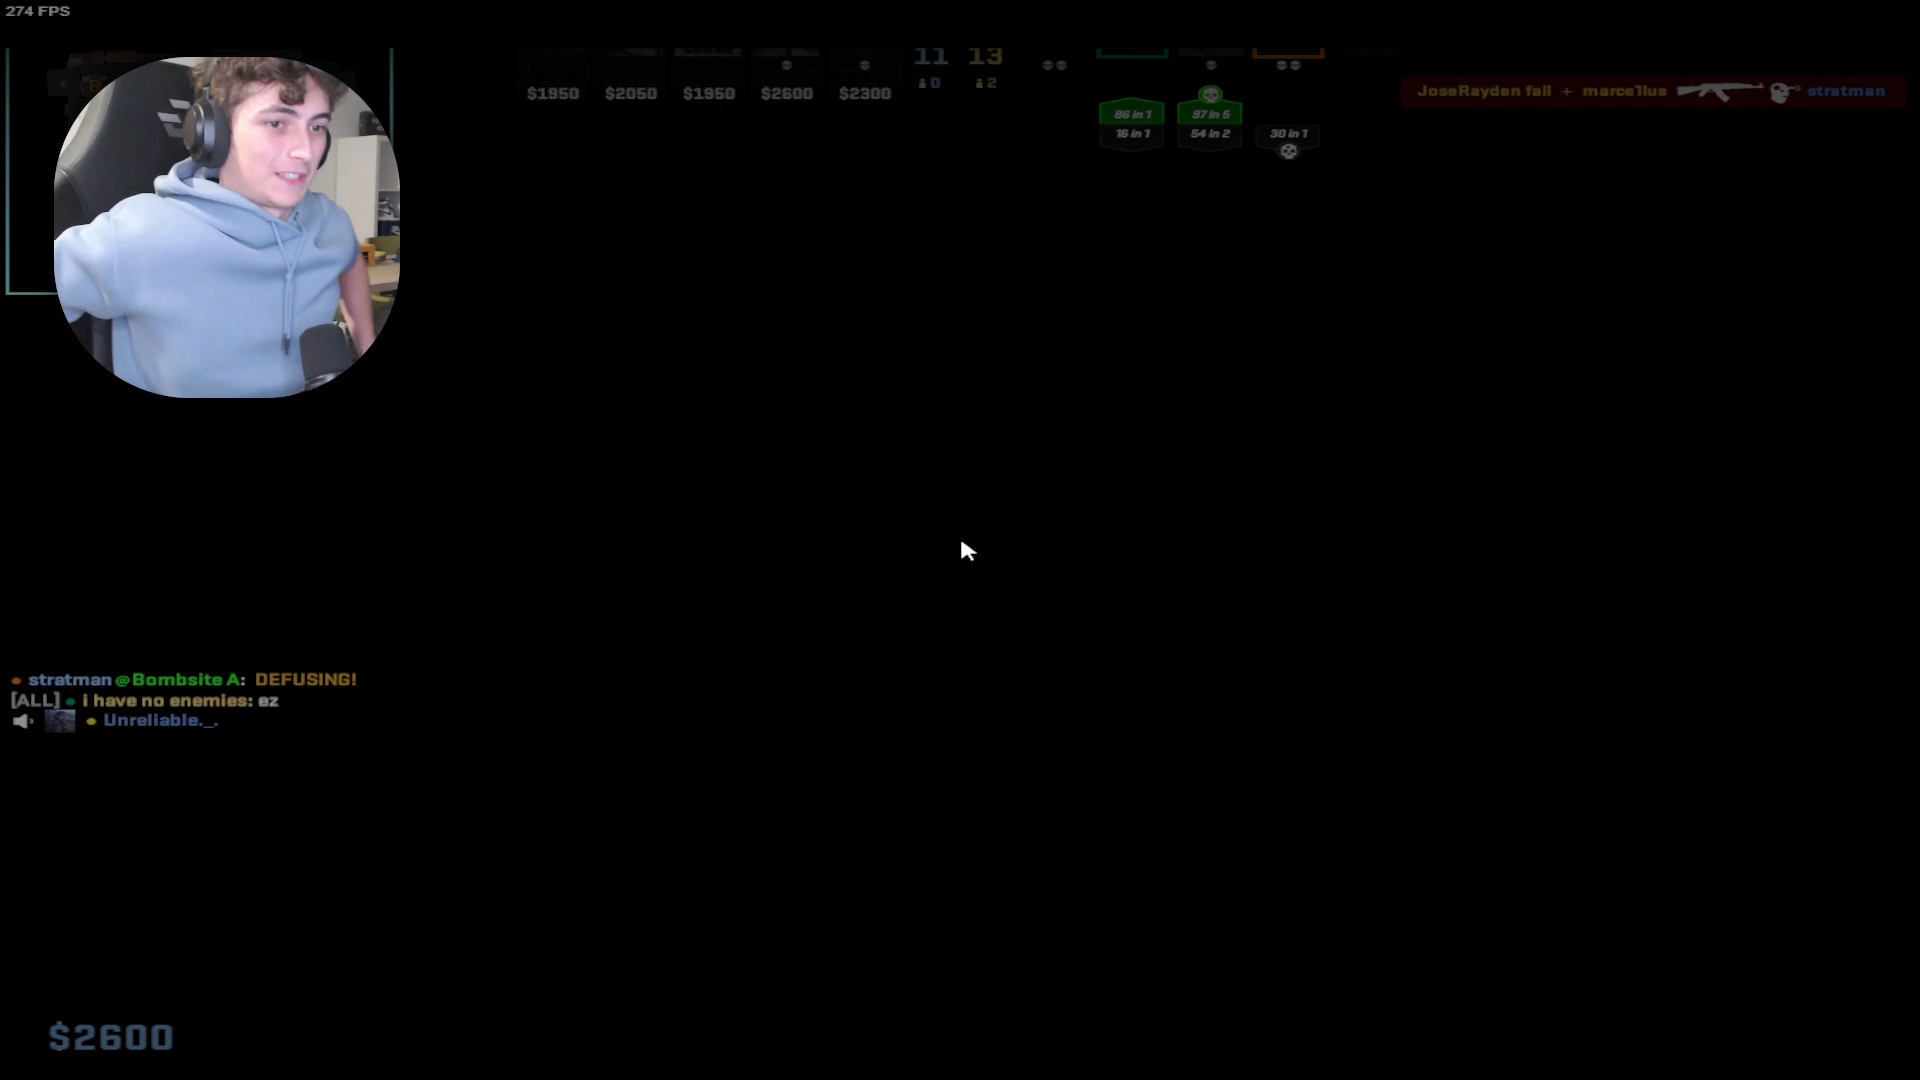 274 FPS
11 13
$1950 $2050 $1950 $2600 $2300
0 2
JoseRayden fail + marce1lus stratman
86 in 1 97 in 5
16 in 1 54 in 2 30 in 1
stratman @ Bombsite A: DEFUSING!
[ALL] i have no enemies: ez
Unreliable._.
$2600